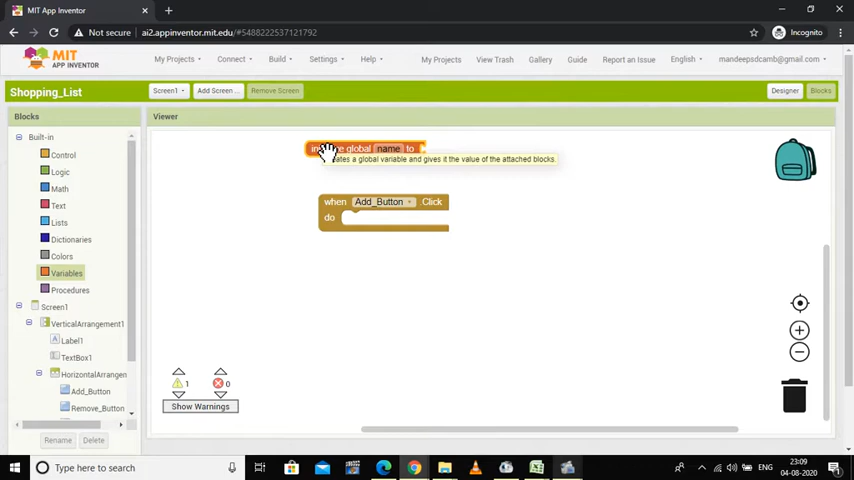 MIT App Inventor
Not secure
ai2.appinventor.mit.edu/#5488222537121792
Incognito
MIT
APP INVENTOR
My Projects
Connect
Build
Settings
Help
My Projects
View Trash
Gallery
Guide
Report an Issue
English
mandeepsdcamb@gmail.com
Shopping_List
Screen1
Add Screen ...
Remove Screen
Designer
Blocks
Blocks
Viewer
Built-in
Control
Logic
Math
Text
Lists
Dictionaries
Colors
Variables
Procedures
Screen1
VerticalArrangement1
Label1
TextBox1
HorizontalArrangen
Add_Button
Remove_Button
Rename
Delete
global name to
ates a global variable and gives it the value of the attached blocks.
when Add_Button .Click
do
1
0
Show Warnings
Type here to search
ENG
23:09
04-08-2020